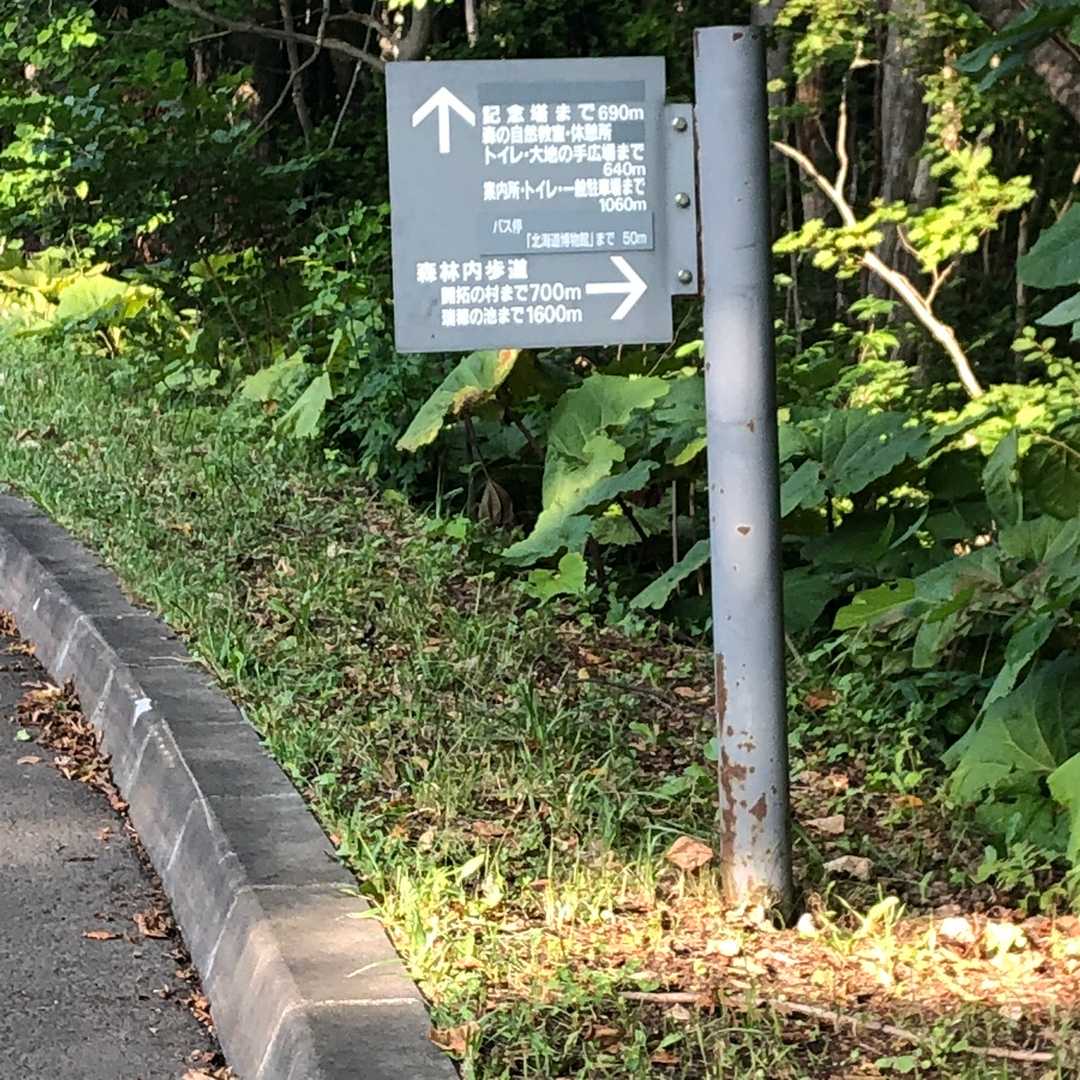 記念塔まで690m
森の自然教室・休憩所
トイレ・大地の手広場まで
640m
案内所・トイレ・一般駐車場まで
1060m
バス停
「北海道博物館」まで 50m
森林内歩道
開拓の村まで700m
瑞穂の池まで1600m